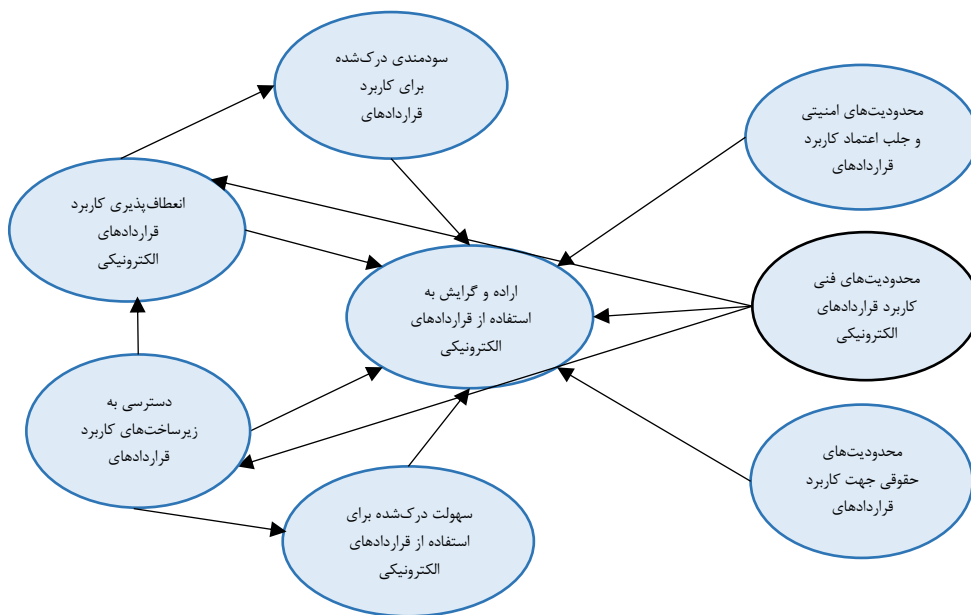 سودمندی درک‌شده
برای کاربرد
قراردادهای
محدودیت‌های امنیتی
و جلب اعتماد کاربرد
قراردادهای
انعطاف‌پذیری کاربرد
قراردادهای
الکترونیکی
اراده و گرایش به
استفاده از قراردادهای
الکترونیکی
محدودیت‌های فنی
کاربرد قراردادهای
الکترونیکی
دسترسی به
زیرساخت‌های کاربرد
قراردادهای
محدودیت‌های
حقوقی جهت کاربرد
قراردادهای
سهولت درک‌شده برای
استفاده از قراردادهای
الکترونیکی